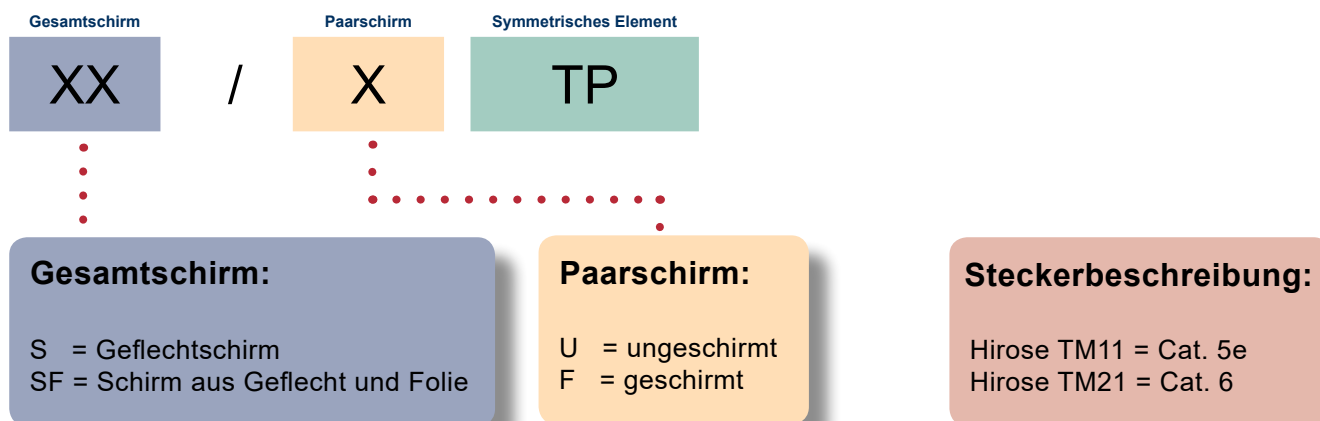 Gesamtschirm Paarschirm Symmetrisches Element
XX / X TP
Gesamtschirm:
S = Geflechtschirm
SF = Schirm aus Geflecht und Folie
Paarschirm:
U = ungeschirmt
F = geschirmt
Steckerbeschreibung:
Hirose TM11 = Cat. 5e
Hirose TM21 = Cat. 6